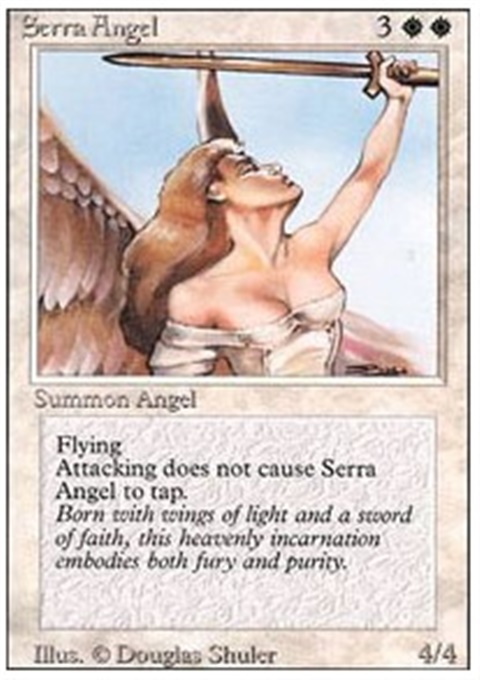 Serra Angel 3
Summon Angel
Flying
Attacking does not cause Serra
Angel to tap.
Born with wings of light and a sword
of faith, this heavenly incarnation
embodies both fury and purity.
Illus. © Douglas Shuler 4/4